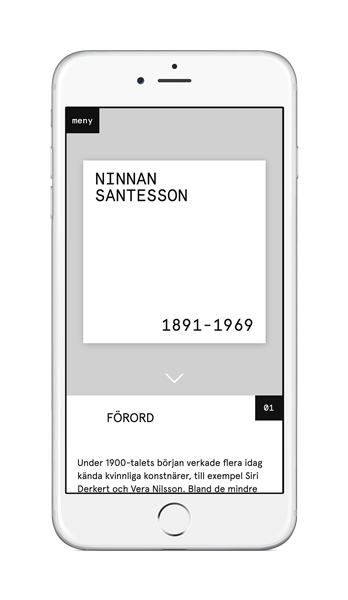 meny
NINNAN
SANTESSON
1891-1969
01
FÖRORD
Under 1900-talets början verkade flera idag
kända kvinnliga konstnärer, till exempel Siri
Derkert och Vera Nilsson. Bland de mindre